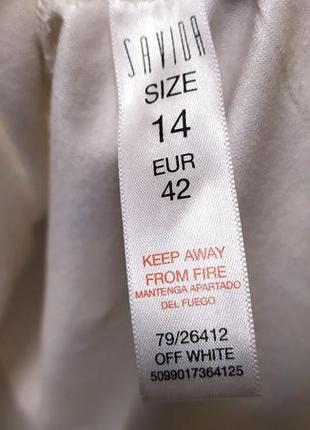 SAVIDA
SIZE
14
EUR
42
KEEP AWAY
FROM FIRE
MANTENGA APARTADO
DEL FUEGO
79/26412
OFF WHITE
5099017364125